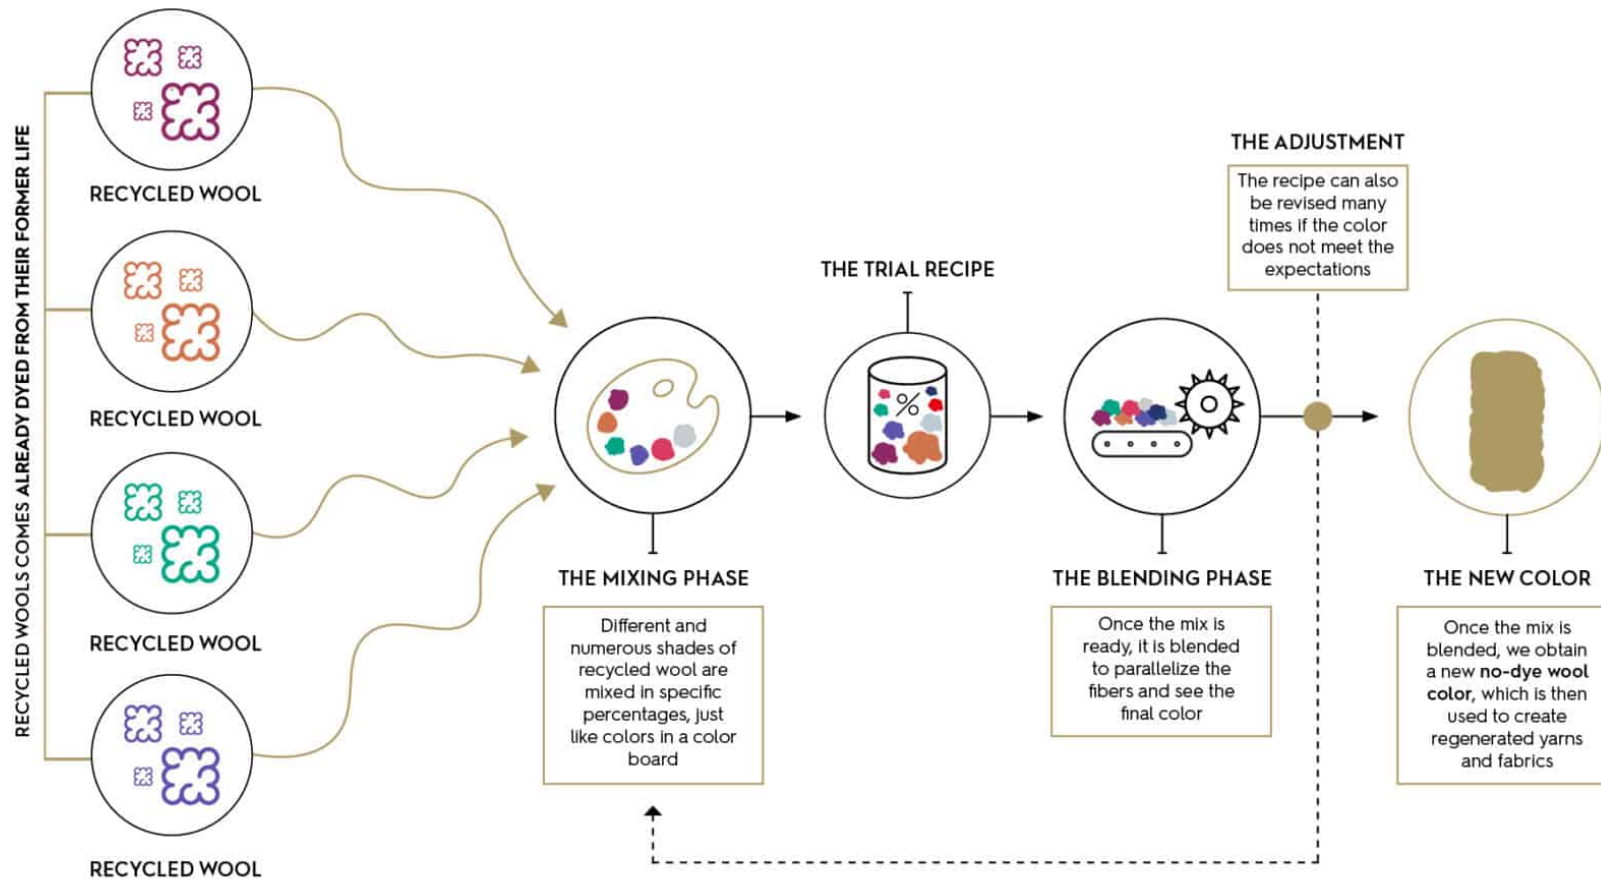 RECYCLED WOOLS COMES ALREADY DYED FROM THEIR FORMER LIFE
RECYCLED WOOL
RECYCLED WOOL
RECYCLED WOOL
RECYCLED WOOL
THE MIXING PHASE
Different and
numerous shades of
recycled wool are
mixed in specific
percentages, just
like colors in a color
board
THE TRIAL RECIPE
%
THE BLENDING PHASE
Once the mix is
ready, it is blended
to parallelize the
fibers and see the
final color
THE ADJUSTMENT
The recipe can also
be revised many
times if the color
does not meet the
expectations
THE NEW COLOR
Once the mix is
blended, we obtain
a new no-dye wool
color, which is then
used to create
regenerated yarns
and fabrics